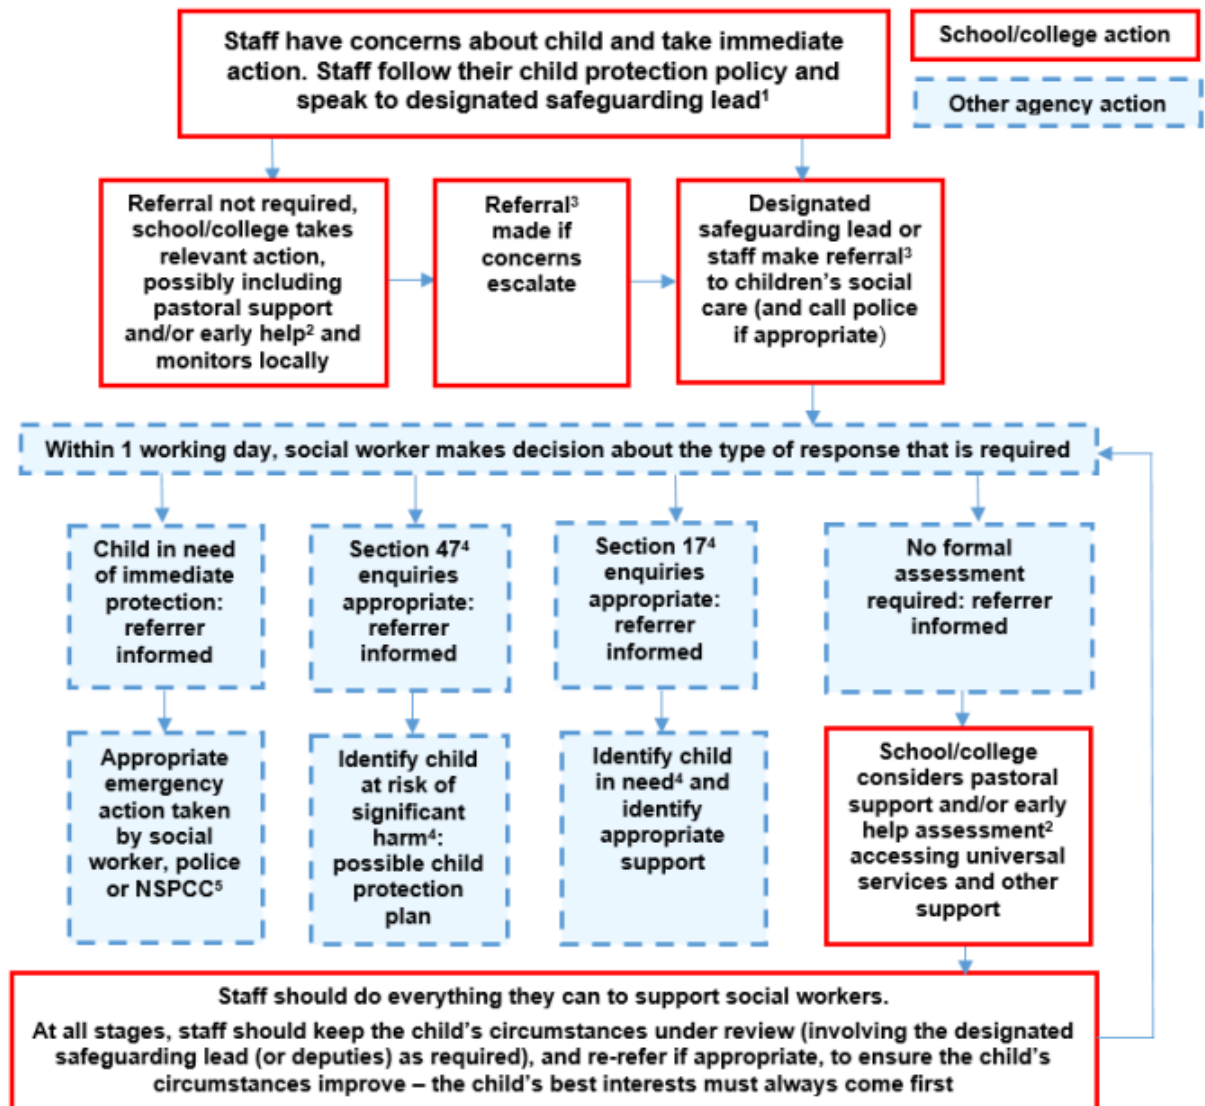 Staff have concerns about child and take immediate
action. Staff follow their child protection policy and
speak to designated safeguarding lead¹
School/college action
Other agency action
Referral not required,
school/college takes
relevant action,
possibly including
pastoral support
and/or early help² and
monitors locally
Referral³
made if
concerns
escalate
Designated
safeguarding lead or
staff make referral³
to children’s social
care (and call police
if appropriate)
Within 1 working day, social worker makes decision about the type of response that is required
Child in need
of immediate
protection:
referrer
informed
Section 47⁴
enquiries
appropriate:
referrer
informed
Section 17⁴
enquiries
appropriate:
referrer
informed
No formal
assessment
required: referrer
informed
Appropriate
emergency
action taken
by social
worker, police
or NSPCC⁵
Identify child
at risk of
significant
harm⁴:
possible child
protection
plan
Identify child
in need⁴ and
identify
appropriate
support
School/college
considers pastoral
support and/or early
help assessment²
accessing universal
services and other
support
Staff should do everything they can to support social workers.
At all stages, staff should keep the child’s circumstances under review (involving the designated
safeguarding lead (or deputies) as required), and re-refer if appropriate, to ensure the child’s
circumstances improve – the child’s best interests must always come first